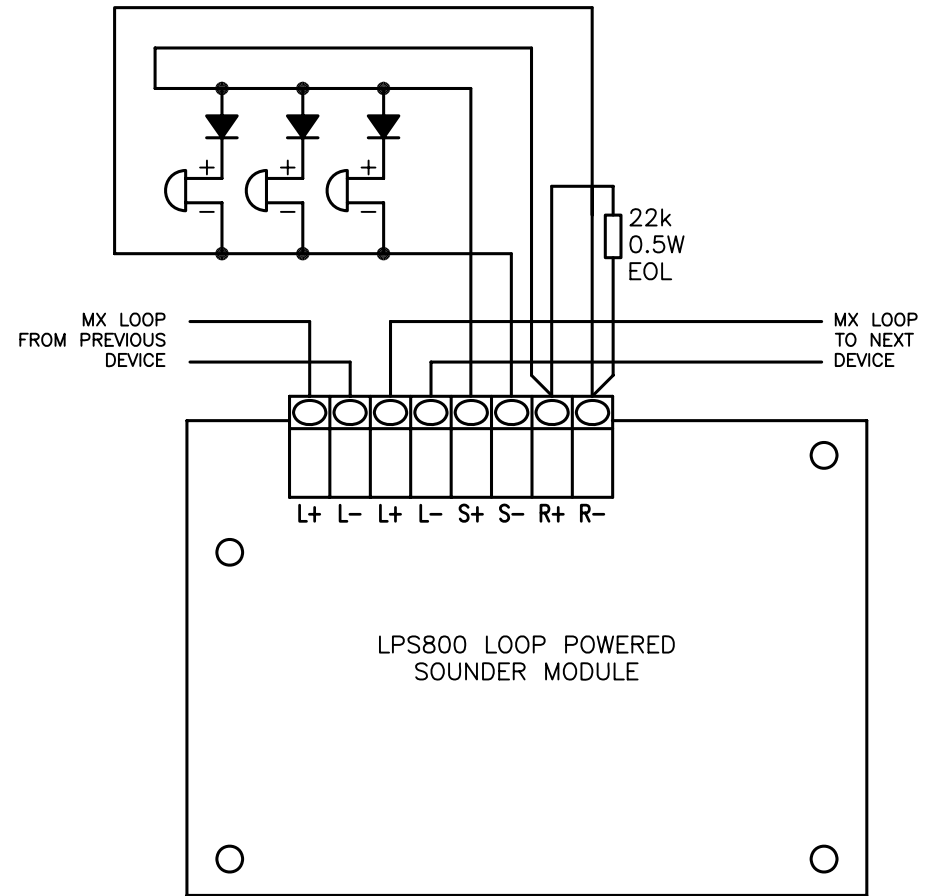 + + +
− − −
22k
0.5W
EOL
MX LOOP
FROM PREVIOUS
DEVICE
MX LOOP
TO NEXT
DEVICE
L+ L− L+ L− S+ S− R+ R−
LPS800 LOOP POWERED
SOUNDER MODULE